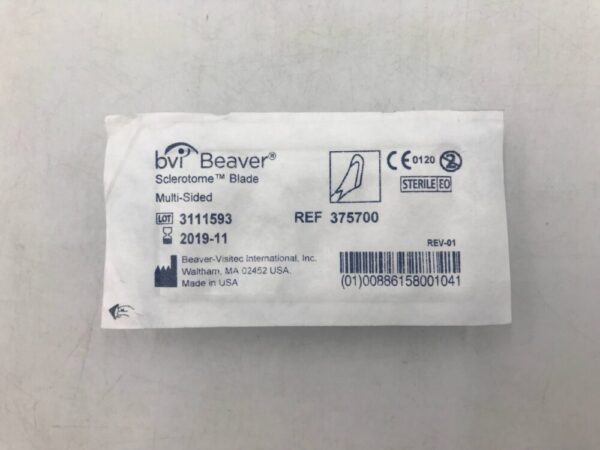 bvi Beaver®
Sclerotome™ Blade
Multi-Sided
LOT 3111593
2019-11
REF 375700
CE 0120 2
STERILE EO
REV-01
Beaver-Visitec International, Inc.
Waltham, MA 02452 USA.
Made in USA
(01)00886158001041